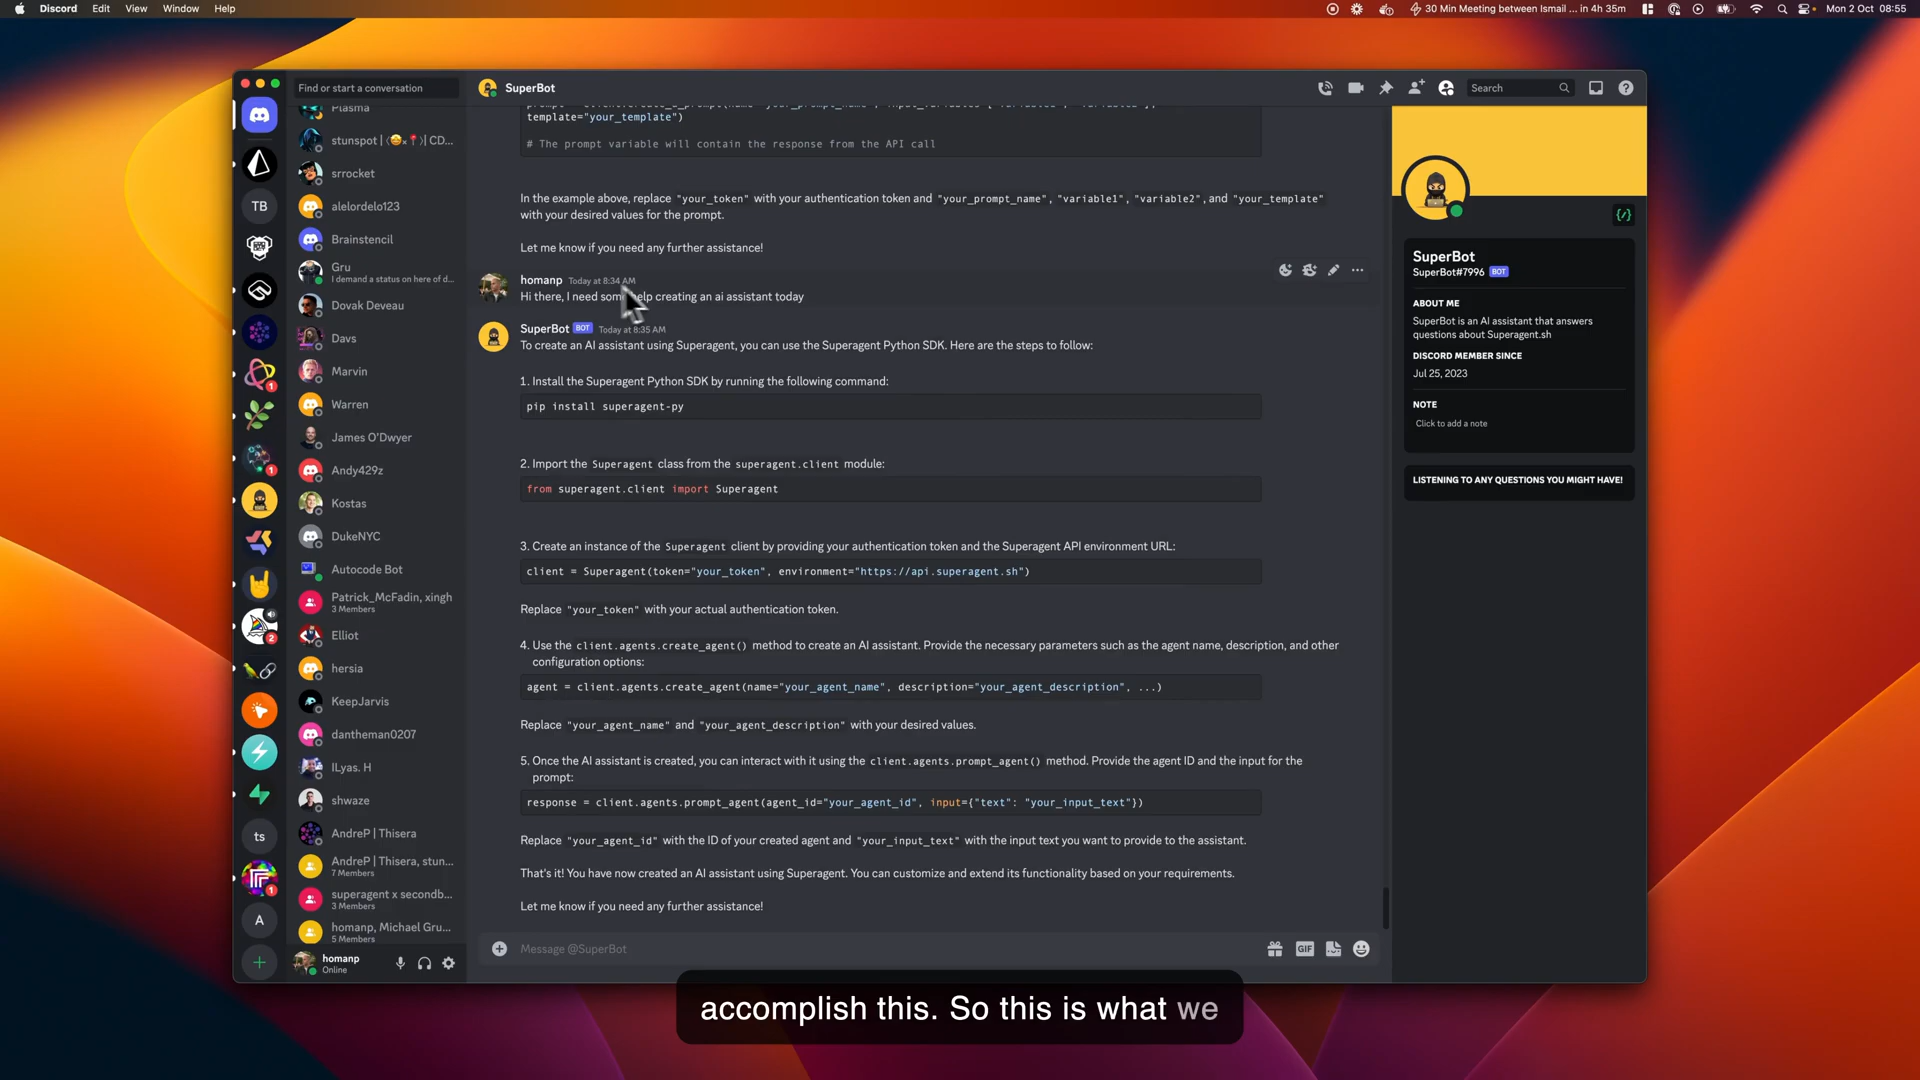 Discord Edit View Window Help
30 Min Meeting between Ismail ... in 4h 35m
Mon 2 Oct 08:55
Find or start a conversation
SuperBot
Search
TB
1
1
2
ts
1
A
Plasma
stunspot | CD...
srrocket
alelordelo123
Brainstencil
Gru
I demand a status on here of d...
Dovak Deveau
Davs
Marvin
Warren
James O'Dwyer
Andy429z
Kostas
DukeNYC
Autocode Bot
Patrick_McFadin, xingh
3 Members
Elliot
hersia
KeepJarvis
dantheman0207
ILyas. H
shwaze
AndreP | Thisera
AndreP | Thisera, stun...
7 Members
superagent x secondb...
3 Members
homanp, Michael Gru...
5 Members
homanp
Online
template="your_template")
# The prompt variable will contain the response from the API call
In the example above, replace "your_token" with your authentication token and "your_prompt_name", "variable1", "variable2", and "your_template"
with your desired values for the prompt.
Let me know if you need any further assistance!
homanp Today at 8:34 AM
Hi there, I need some help creating an ai assistant today
SuperBot BOT Today at 8:35 AM
To create an AI assistant using Superagent, you can use the Superagent Python SDK. Here are the steps to follow:
1. Install the Superagent Python SDK by running the following command:
pip install superagent-py
2. Import the Superagent class from the superagent.client module:
from superagent.client import Superagent
3. Create an instance of the Superagent client by providing your authentication token and the Superagent API environment URL:
client = Superagent(token="your_token", environment="https://api.superagent.sh")
Replace "your_token" with your actual authentication token.
4. Use the client.agents.create_agent() method to create an AI assistant. Provide the necessary parameters such as the agent name, description, and other
configuration options:
agent = client.agents.create_agent(name="your_agent_name", description="your_agent_description", ...)
Replace "your_agent_name" and "your_agent_description" with your desired values.
5. Once the AI assistant is created, you can interact with it using the client.agents.prompt_agent() method. Provide the agent ID and the input for the
prompt:
response = client.agents.prompt_agent(agent_id="your_agent_id", input={"text": "your_input_text"})
Replace "your_agent_id" with the ID of your created agent and "your_input_text" with the input text you want to provide to the assistant.
That's it! You have now created an AI assistant using Superagent. You can customize and extend its functionality based on your requirements.
Let me know if you need any further assistance!
Message @SuperBot
GIF
SuperBot
SuperBot#7996 BOT
ABOUT ME
SuperBot is an AI assistant that answers
questions about Superagent.sh
DISCORD MEMBER SINCE
Jul 25, 2023
NOTE
Click to add a note
LISTENING TO ANY QUESTIONS YOU MIGHT HAVE!
accomplish this. So this is what we